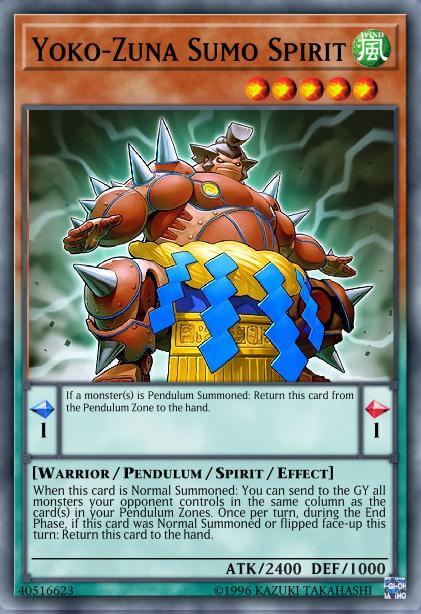 YOKO-ZUNA SUMO SPIRIT
WIND
風
If a monster(s) is Pendulum Summoned: Return this card from
the Pendulum Zone to the hand.
1
1
[WARRIOR / PENDULUM / SPIRIT / EFFECT]
When this card is Normal Summoned: You can send to the GY all
monsters your opponent controls in the same column as the
card(s) in your Pendulum Zones. Once per turn, during the End
Phase, if this card was Normal Summoned or flipped face-up this
turn: Return this card to the hand.
ATK/2400 DEF/1000
40516623
©1996 KAZUKI TAKAHASHI